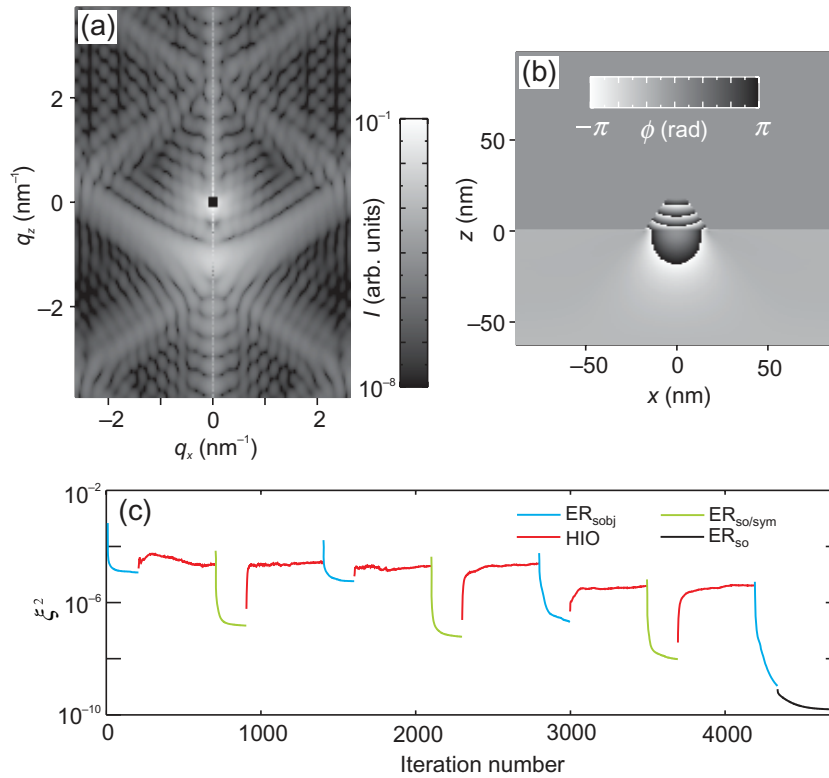 (a)
2
0
−2
q_z (nm⁻¹)
−2
0
2
q_x (nm⁻¹)
10⁻¹
10⁻⁸
I (arb. units)
(b)
−π
ϕ (rad)
π
50
0
−50
z (nm)
−50
0
50
x (nm)
(c)
ER_sobj
ER_so/sym
HIO
ER_so
10⁻²
10⁻⁶
10⁻¹⁰
ξ²
0
1000
2000
3000
4000
Iteration number